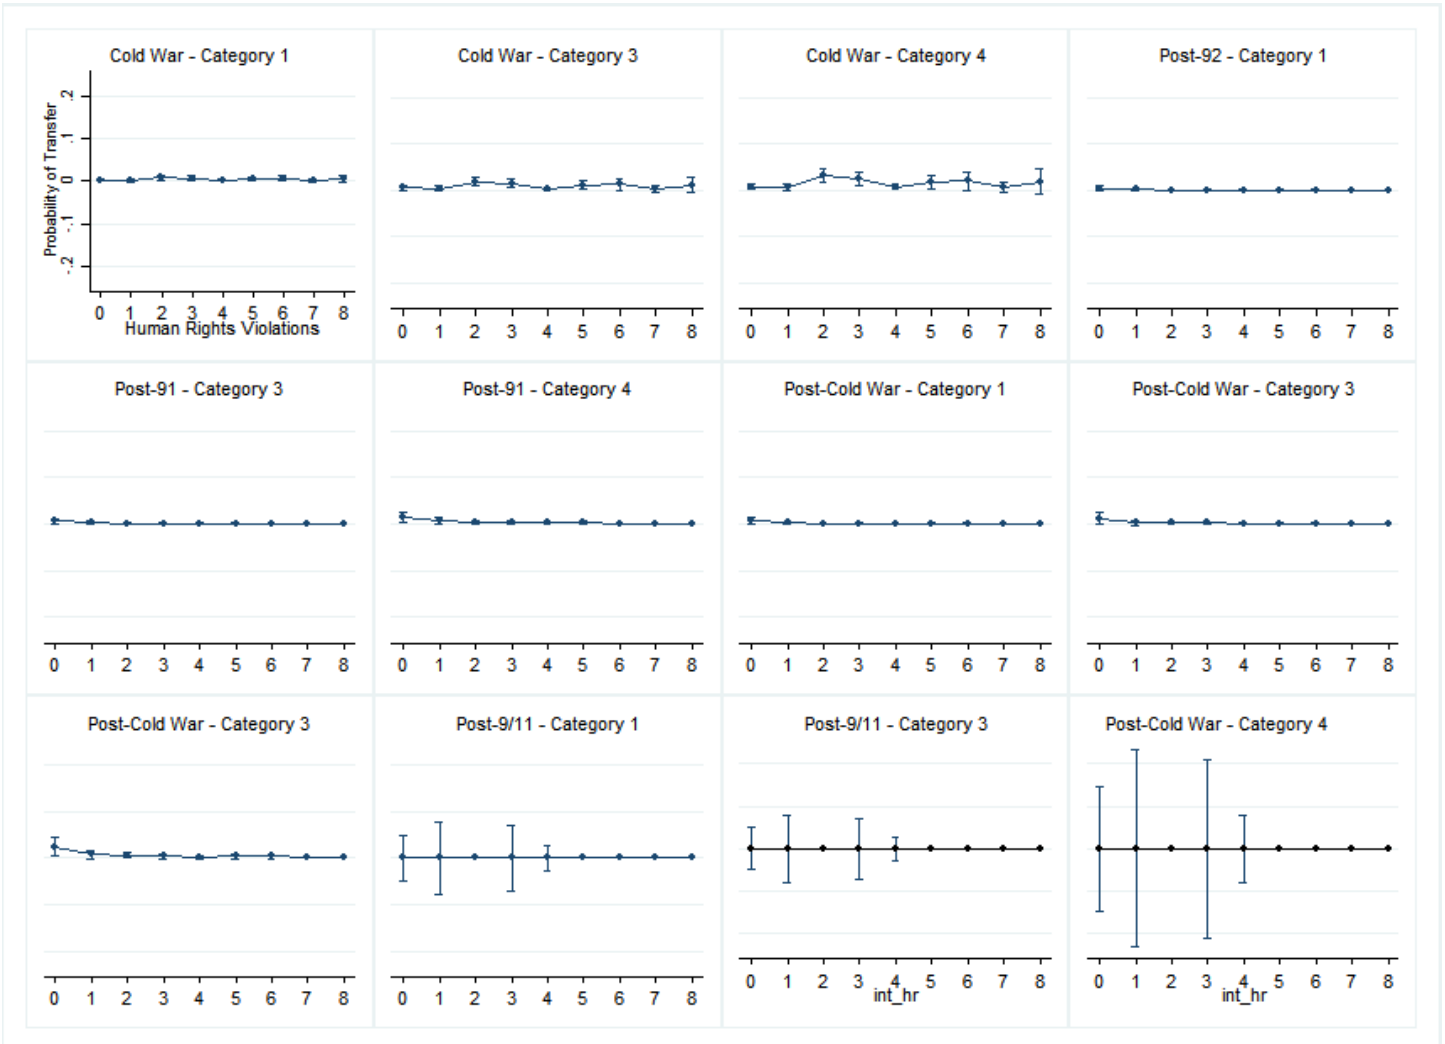 Cold War - Category 1
Cold War - Category 3
Cold War - Category 4
Post-92 - Category 1
Probability of Transfer
.2
.1
0
-.1
-.2
0 1 2 3 4 5 6 7 8
Human Rights Violations
0 1 2 3 4 5 6 7 8
0 1 2 3 4 5 6 7 8
0 1 2 3 4 5 6 7 8
Post-91 - Category 3
Post-91 - Category 4
Post-Cold War - Category 1
Post-Cold War - Category 3
0 1 2 3 4 5 6 7 8
0 1 2 3 4 5 6 7 8
0 1 2 3 4 5 6 7 8
0 1 2 3 4 5 6 7 8
Post-Cold War - Category 3
Post-9/11 - Category 1
Post-9/11 - Category 3
Post-Cold War - Category 4
0 1 2 3 4 5 6 7 8
0 1 2 3 4 5 6 7 8
0 1 2 3 4 5 6 7 8
int_hr
0 1 2 3 4 5 6 7 8
int_hr